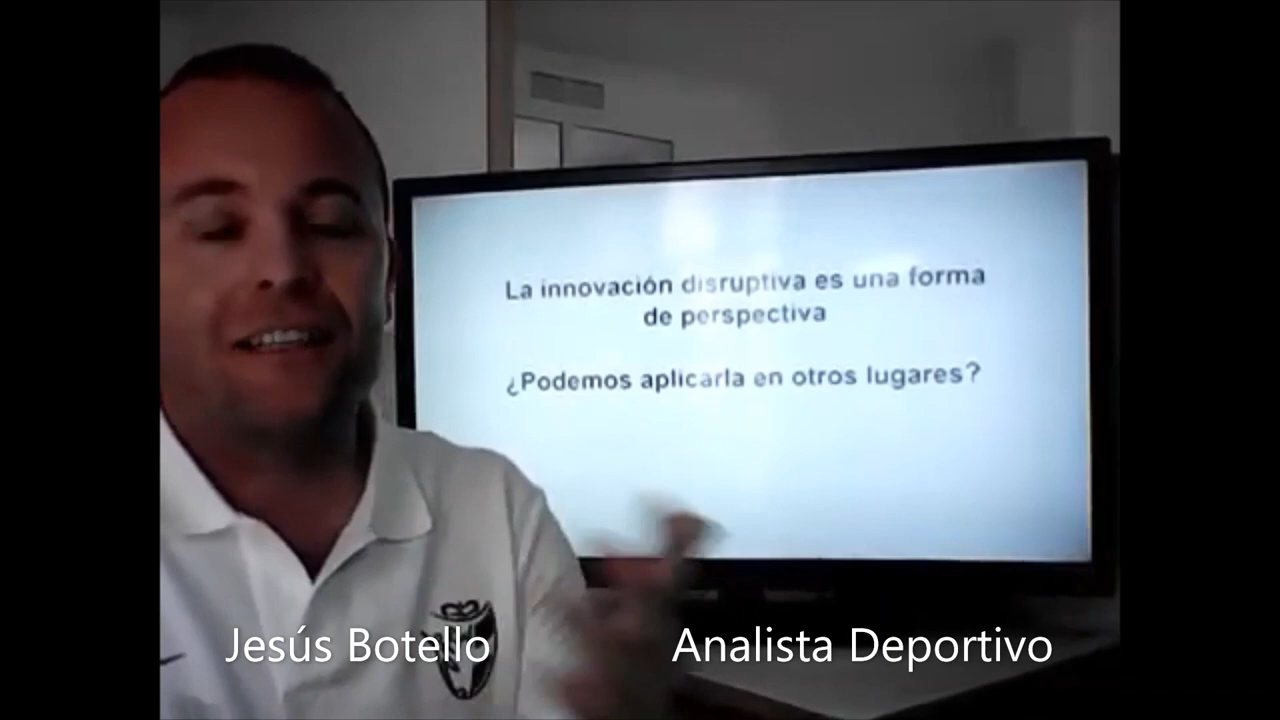 La innovación disruptiva es una forma
de perspectiva
¿Podemos aplicarla en otros lugares?
Jesús Botello
Analista Deportivo